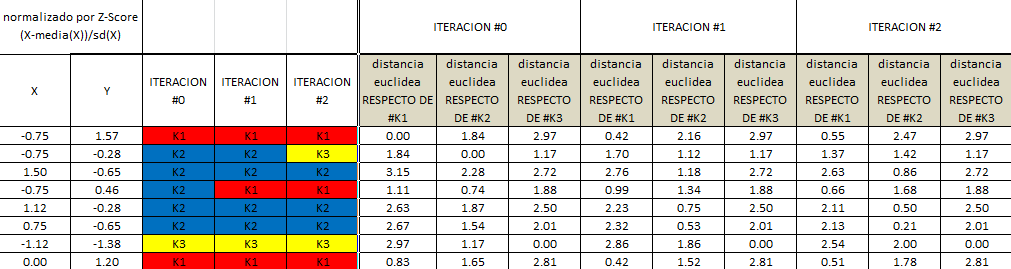 normalizado por Z-Score
(X-media(X))/sd(X)
ITERACION #0 ITERACION #1 ITERACION #2
X Y ITERACION #0 ITERACION #1 ITERACION #2 distancia euclidea RESPECTO DE #K1 distancia euclidea RESPECTO DE #K2 distancia euclidea RESPECTO DE #K3 distancia euclidea RESPECTO DE #K1 distancia euclidea RESPECTO DE #K2 distancia euclidea RESPECTO DE #K3 distancia euclidea RESPECTO DE #K1 distancia euclidea RESPECTO DE #K2 distancia euclidea RESPECTO DE #K3
-0.75 1.57 K1 K1 K1 0.00 1.84 2.97 0.42 2.16 2.97 0.55 2.47 2.97
-0.75 -0.28 K2 K2 K3 1.84 0.00 1.17 1.70 1.12 1.17 1.37 1.42 1.17
1.50 -0.65 K2 K2 K2 3.15 2.28 2.72 2.76 1.18 2.72 2.63 0.86 2.72
-0.75 0.46 K2 K1 K1 1.11 0.74 1.88 0.99 1.34 1.88 0.66 1.68 1.88
1.12 -0.28 K2 K2 K2 2.63 1.87 2.50 2.23 0.75 2.50 2.11 0.50 2.50
0.75 -0.65 K2 K2 K2 2.67 1.54 2.01 2.32 0.53 2.01 2.13 0.21 2.01
-1.12 -1.38 K3 K3 K3 2.97 1.17 0.00 2.86 1.86 0.00 2.54 2.00 0.00
0.00 1.20 K1 K1 K1 0.83 1.65 2.81 0.42 1.52 2.81 0.51 1.78 2.81